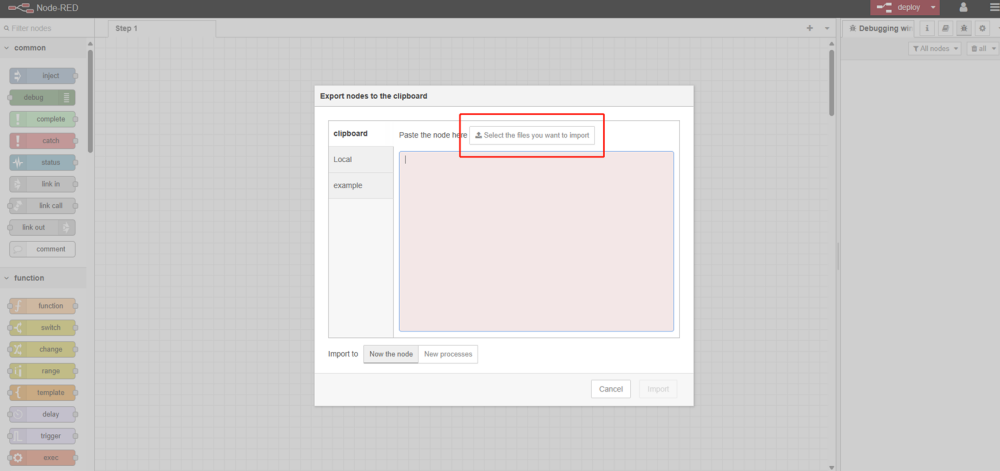 Node-RED
deploy
Filter nodes
Step 1
Debugging win
All nodes
all
common
inject
debug
complete
catch
status
link in
link call
link out
comment
function
function
switch
change
range
template
delay
trigger
exec
Export nodes to the clipboard
clipboard
Local
example
Paste the node here
Select the files you want to import
Import to
Now the node
New processes
Cancel
Import